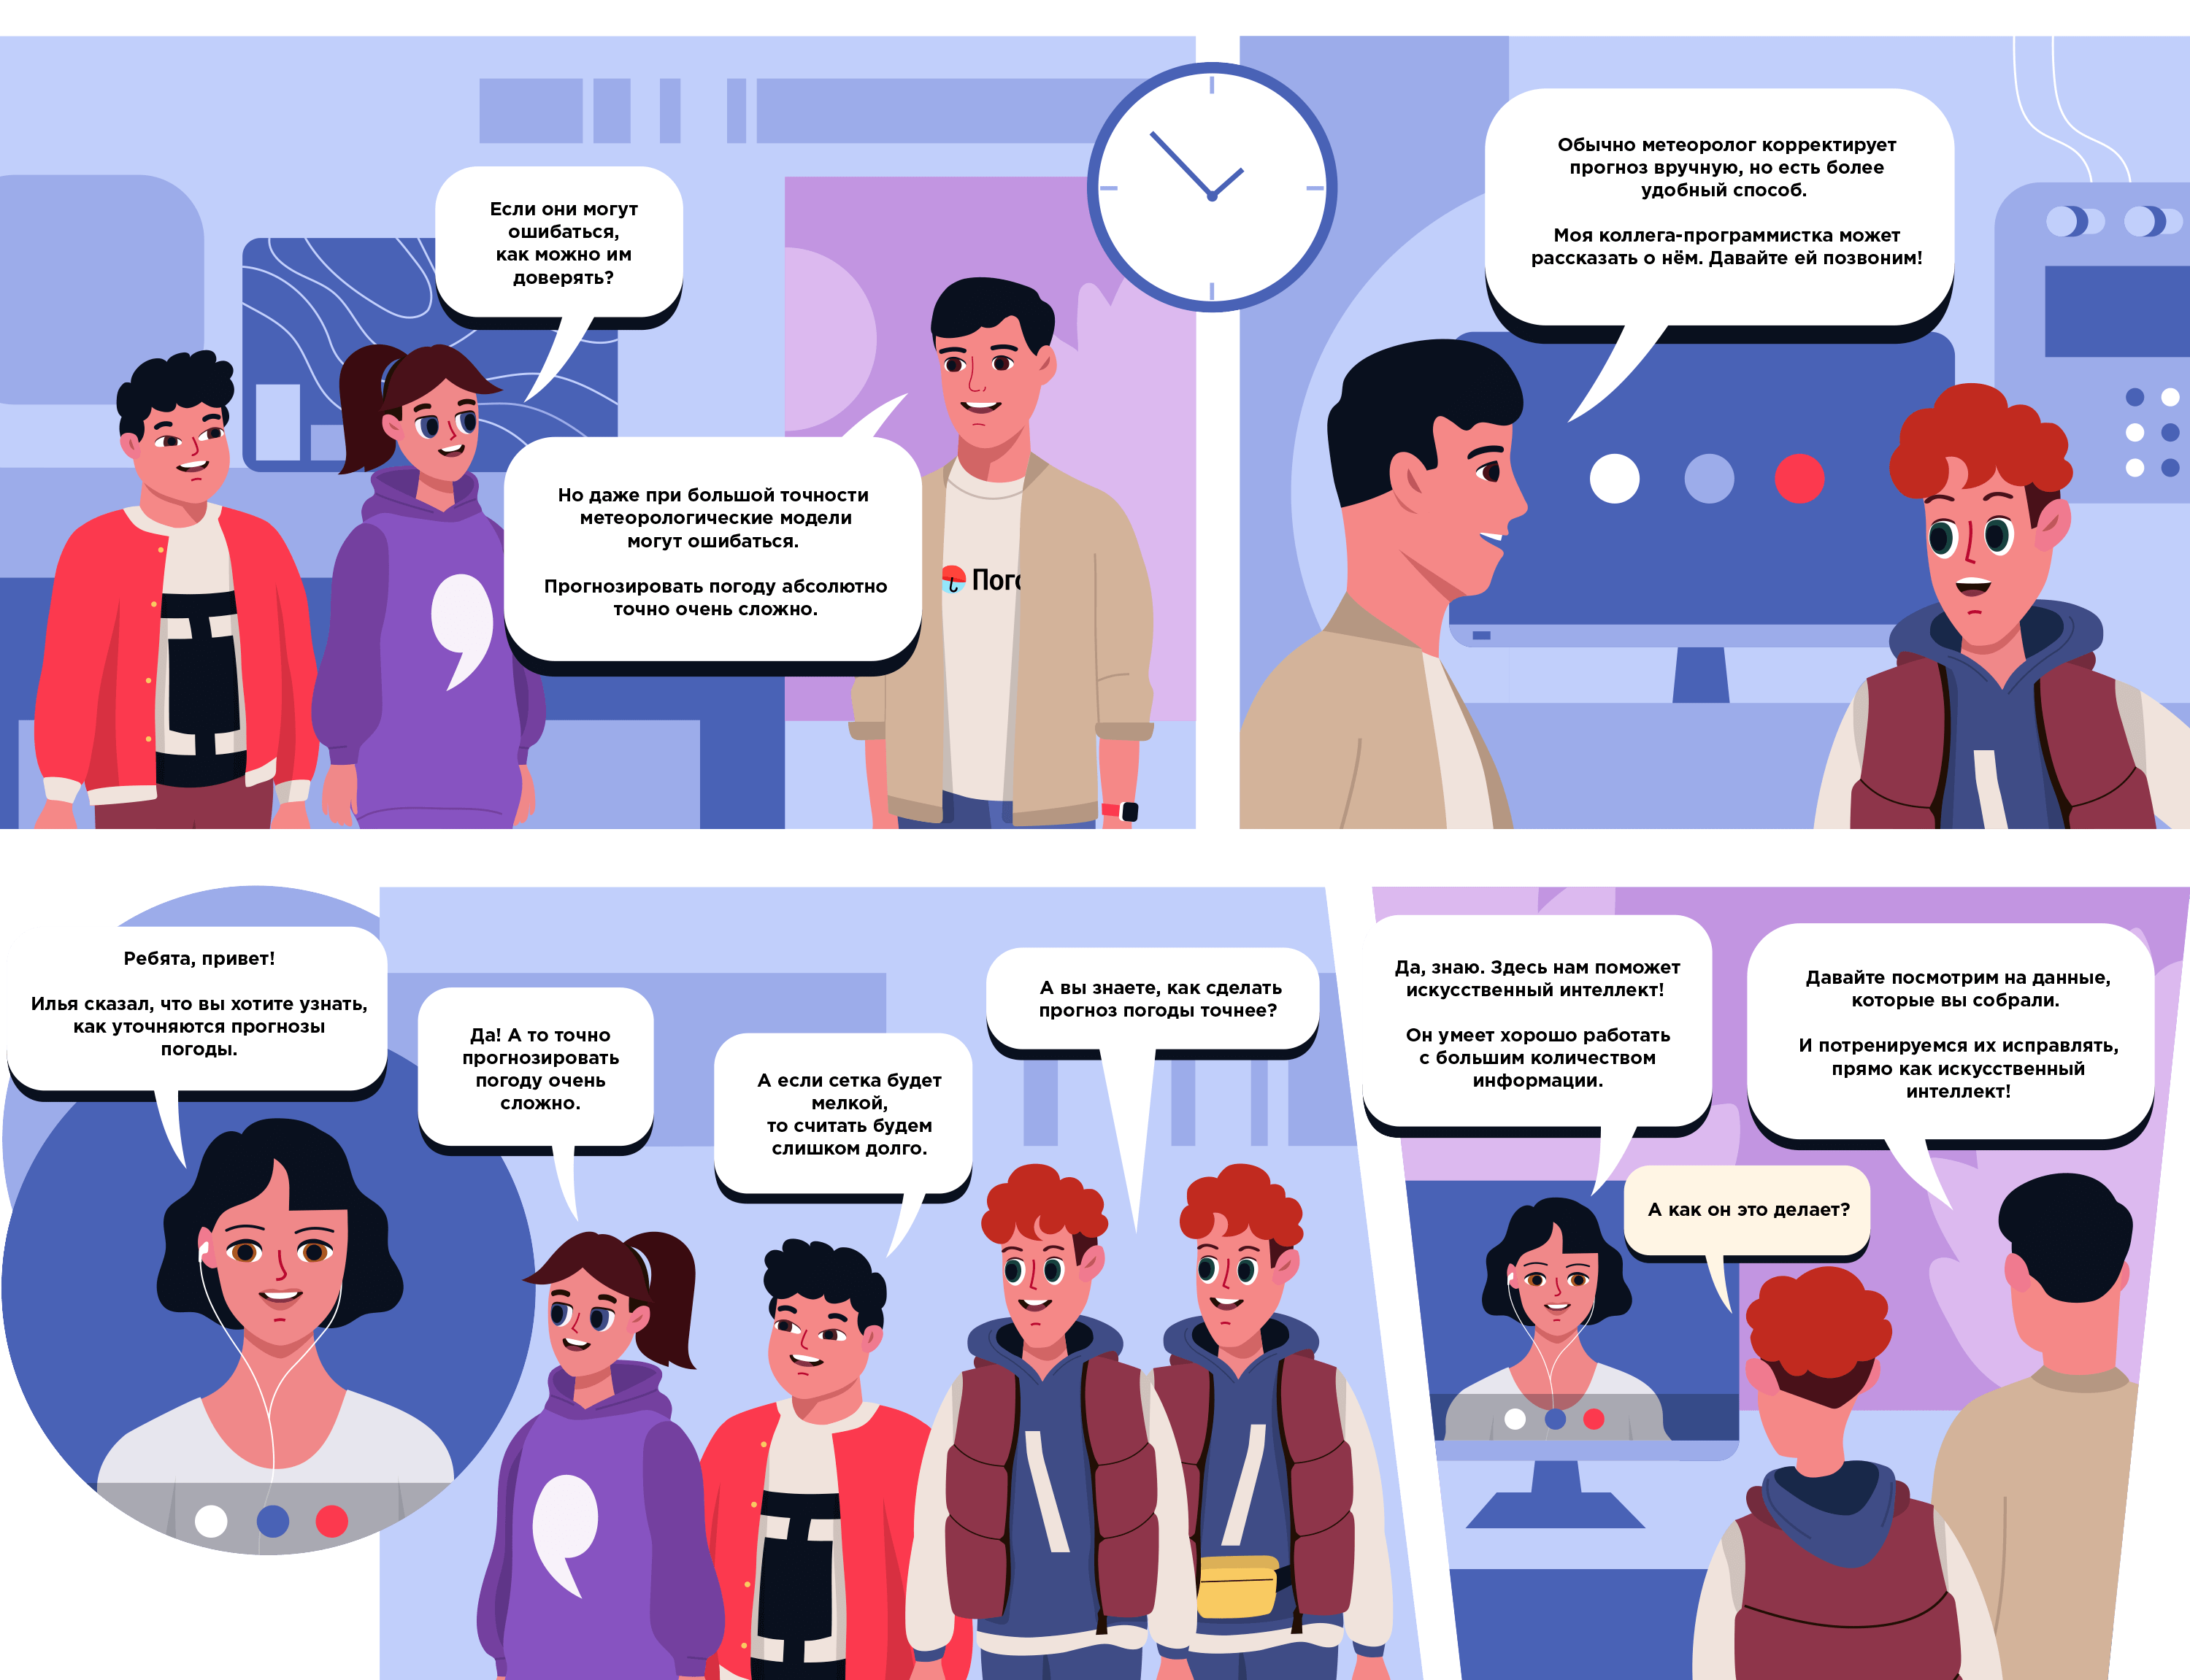 Если они могут
ошибаться,
как можно им
доверять?
Но даже при большой точности
метеорологические модели
могут ошибаться.
Прогнозировать погоду абсолютно
точно очень сложно.
Пого
Обычно метеоролог корректирует
прогноз вручную, но есть более
удобный способ.
Моя коллега-программистка может
рассказать о нём. Давайте ей позвоним!
Ребята, привет!
Илья сказал, что вы хотите узнать,
как уточняются прогнозы
погоды.
Да! А то точно
прогнозировать
погоду очень
сложно.
А если сетка будет
мелкой,
то считать будем
слишком долго.
А вы знаете, как сделать
прогноз погоды точнее?
Да, знаю. Здесь нам поможет
искусственный интеллект!
Он умеет хорошо работать
с большим количеством
информации.
А как он это делает?
Давайте посмотрим на данные,
которые вы собрали.
И потренируемся их исправлять,
прямо как искусственный
интеллект!